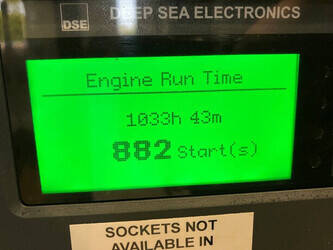 DSE
DEEP SEA ELECTRONICS
Engine Run Time
1033h 43m
882 Start(s)
SOCKETS NOT
AVAILABLE IN